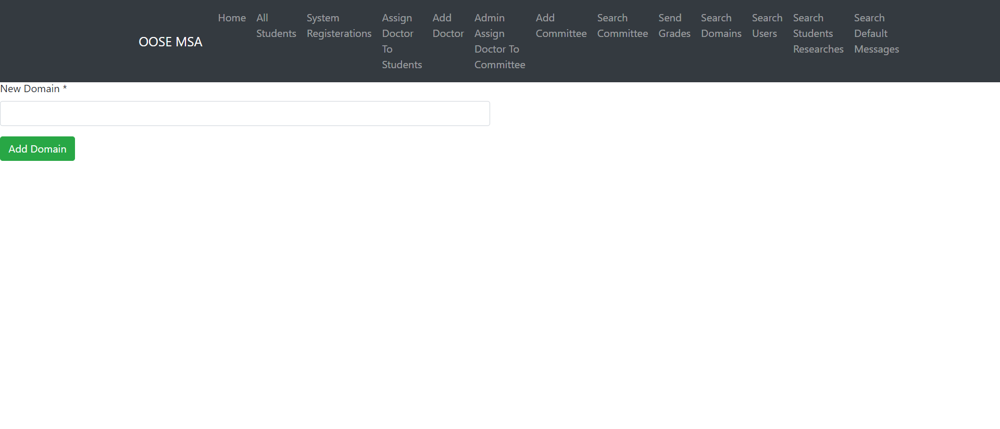 OOSE MSA
Home
All
Students
System
Registerations
Assign
Doctor
To
Students
Add
Doctor
Admin
Assign
Doctor To
Committee
Add
Committee
Search
Committee
Send
Grades
Search
Domains
Search
Users
Search
Students
Researches
Search
Default
Messages
New Domain *
Add Domain